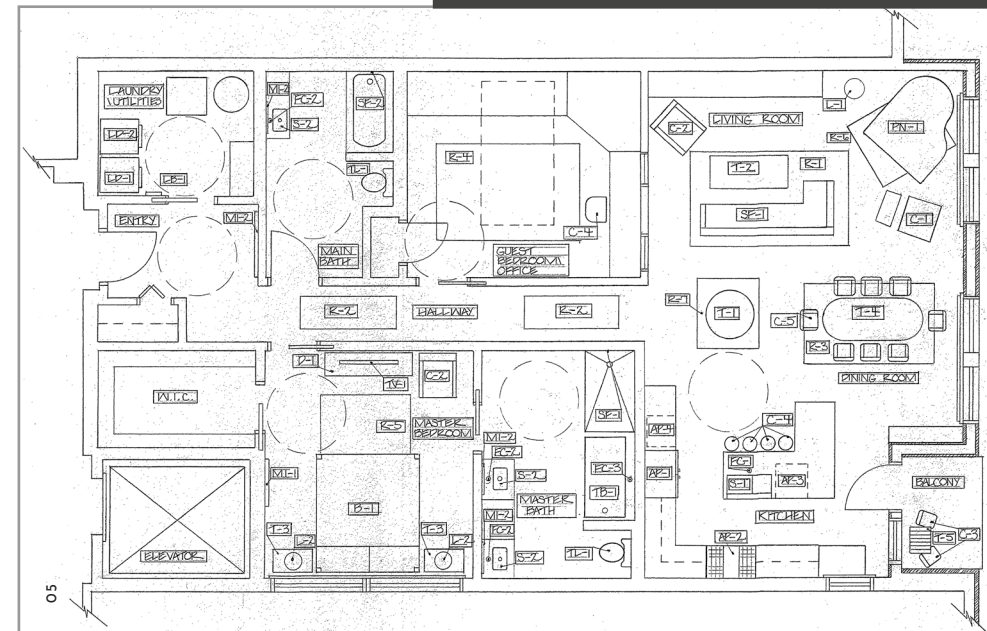 LAUNDRY
\UTILITIES
LD-2
LD-1
LB-1
MI-2
FC-2
S-2
SF-2
TL-1
MAIN
BATH
ENTRY
MI-2
R-4
C-4
GUEST
BEDROOM\
OFFICE
C-2
LIVING ROOM
L-1
R-6
PN-1
T-2
R-1
SF-1
C-1
R-2
HALLWAY
R-2
R-7
T-1
C-5
T-4
R-3
DINING ROOM
W.I.C.
D-1
TV-1
C-2
R-5
MASTER
BEDROOM
MI-1
B-1
T-3
L-2
T-3
L-2
ELEVATOR
MI-2
FC-2
S-2
MASTER
BATH
MI-2
FC-2
S-2
SF-1
FC-3
TB-1
TL-1
AP-4
AP-1
C-4
FC-1
S-1
AP-3
KITCHEN
AP-2
BALCONY
T-5
C-3
05